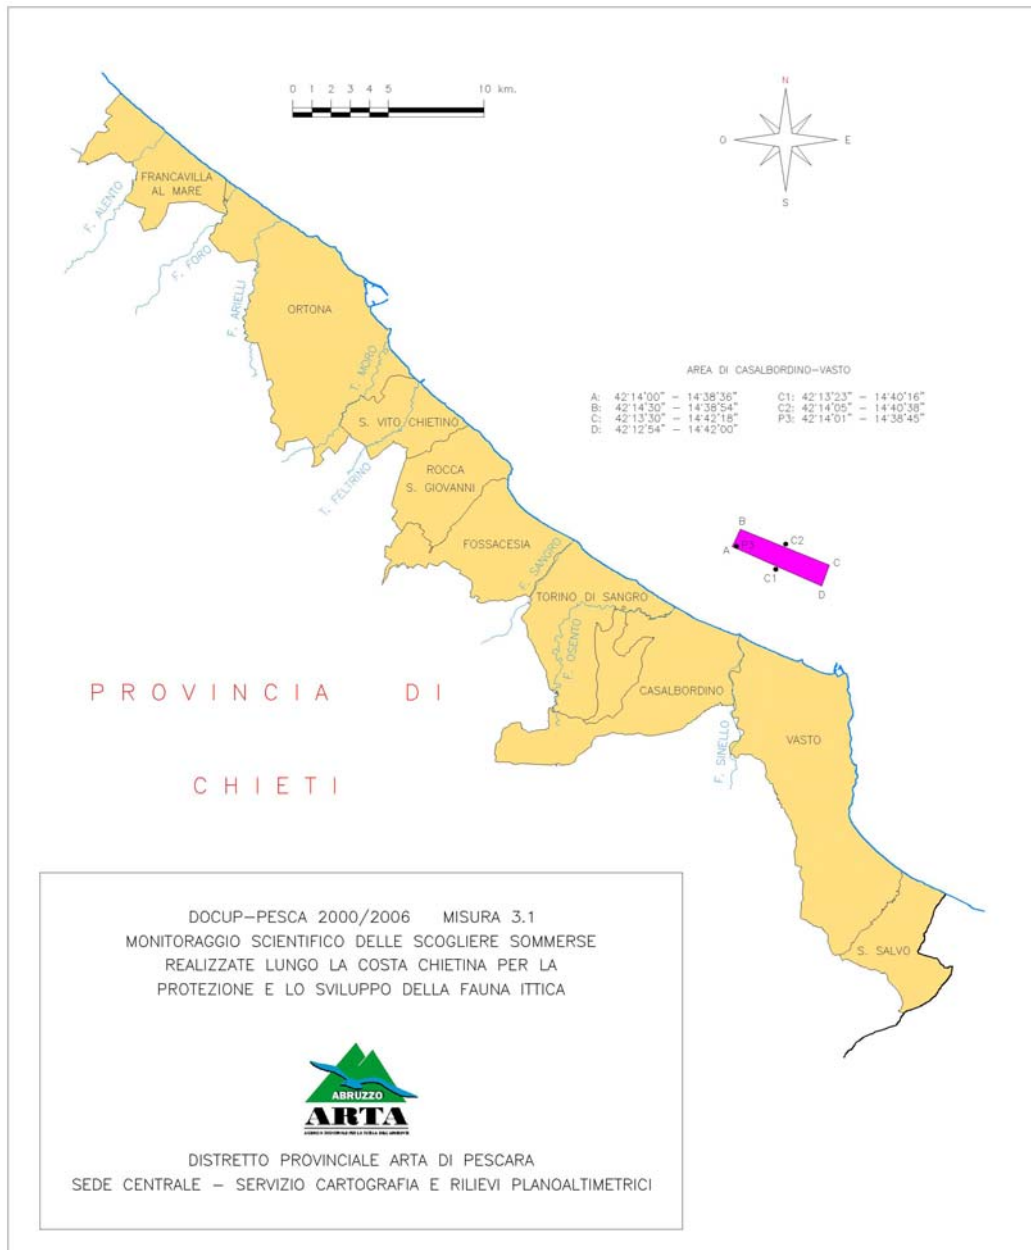 0 1 2 3 4 5 10 km.
N
O E
S
FRANCAVILLA
AL MARE
F. ALENTO
F. FORO
F. ARIELLI
ORTONA
T. MORO
S. VITO CHIETINO
T. FELTRINO
ROCCA
S. GIOVANNI
FOSSACESIA
F. SANGRO
TORINO DI SANGRO
F. OSENTO
CASALBORDINO
F. SINELLO
VASTO
S. SALVO
AREA DI CASALBORDINO-VASTO
A: 42°14'00" - 14°38'36" C1: 42°13'23" - 14°40'16"
B: 42°14'30" - 14°38'54" C2: 42°14'05" - 14°40'38"
C: 42°13'30" - 14°42'18" P3: 42°14'01" - 14°38'45"
D: 42°12'54" - 14°42'00"
B
A P3 C2
C
C1
D
PROVINCIA DI
CHIETI
DOCUP-PESCA 2000/2006 MISURA 3.1
MONITORAGGIO SCIENTIFICO DELLE SCOGLIERE SOMMERSE
REALIZZATE LUNGO LA COSTA CHIETINA PER LA
PROTEZIONE E LO SVILUPPO DELLA FAUNA ITTICA
ABRUZZO
ARTA
DISTRETTO PROVINCIALE ARTA DI PESCARA
SEDE CENTRALE - SERVIZIO CARTOGRAFIA E RILIEVI PLANOALTIMETRICI